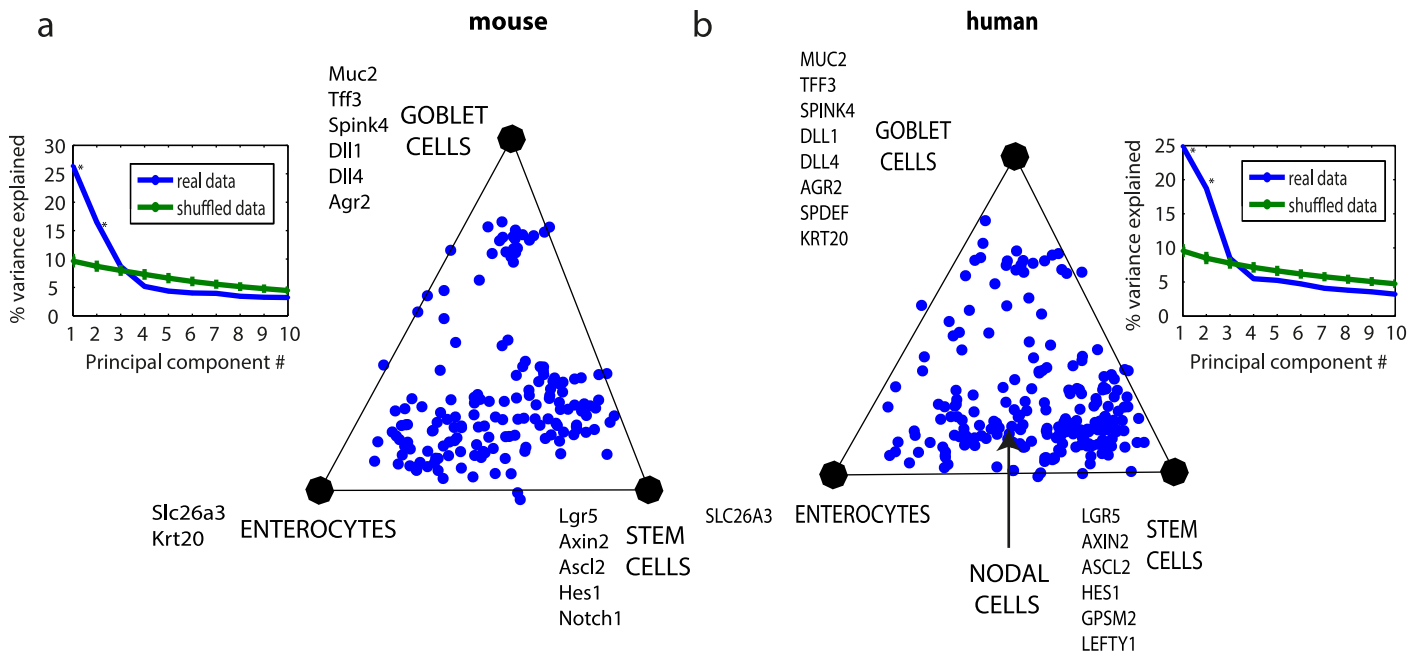 a
mouse
Muc2
Tff3
Spink4
Dll1
Dll4
Agr2
GOBLET
CELLS
% variance explained
30
25
20
15
10
5
0
real data
shuffled data
*
*
1 2 3 4 5 6 7 8 9 10
Principal component #
Slc26a3
Krt20
ENTEROCYTES
Lgr5
Axin2
Ascl2
Hes1
Notch1
STEM
CELLS
b
human
MUC2
TFF3
SPINK4
DLL1
DLL4
AGR2
SPDEF
KRT20
GOBLET
CELLS
% variance explained
25
20
15
10
5
0
real data
shuffled data
*
*
1 2 3 4 5 6 7 8 9 10
Principal component #
SLC26A3
ENTEROCYTES
NODAL
CELLS
LGR5
AXIN2
ASCL2
HES1
GPSM2
LEFTY1
STEM
CELLS